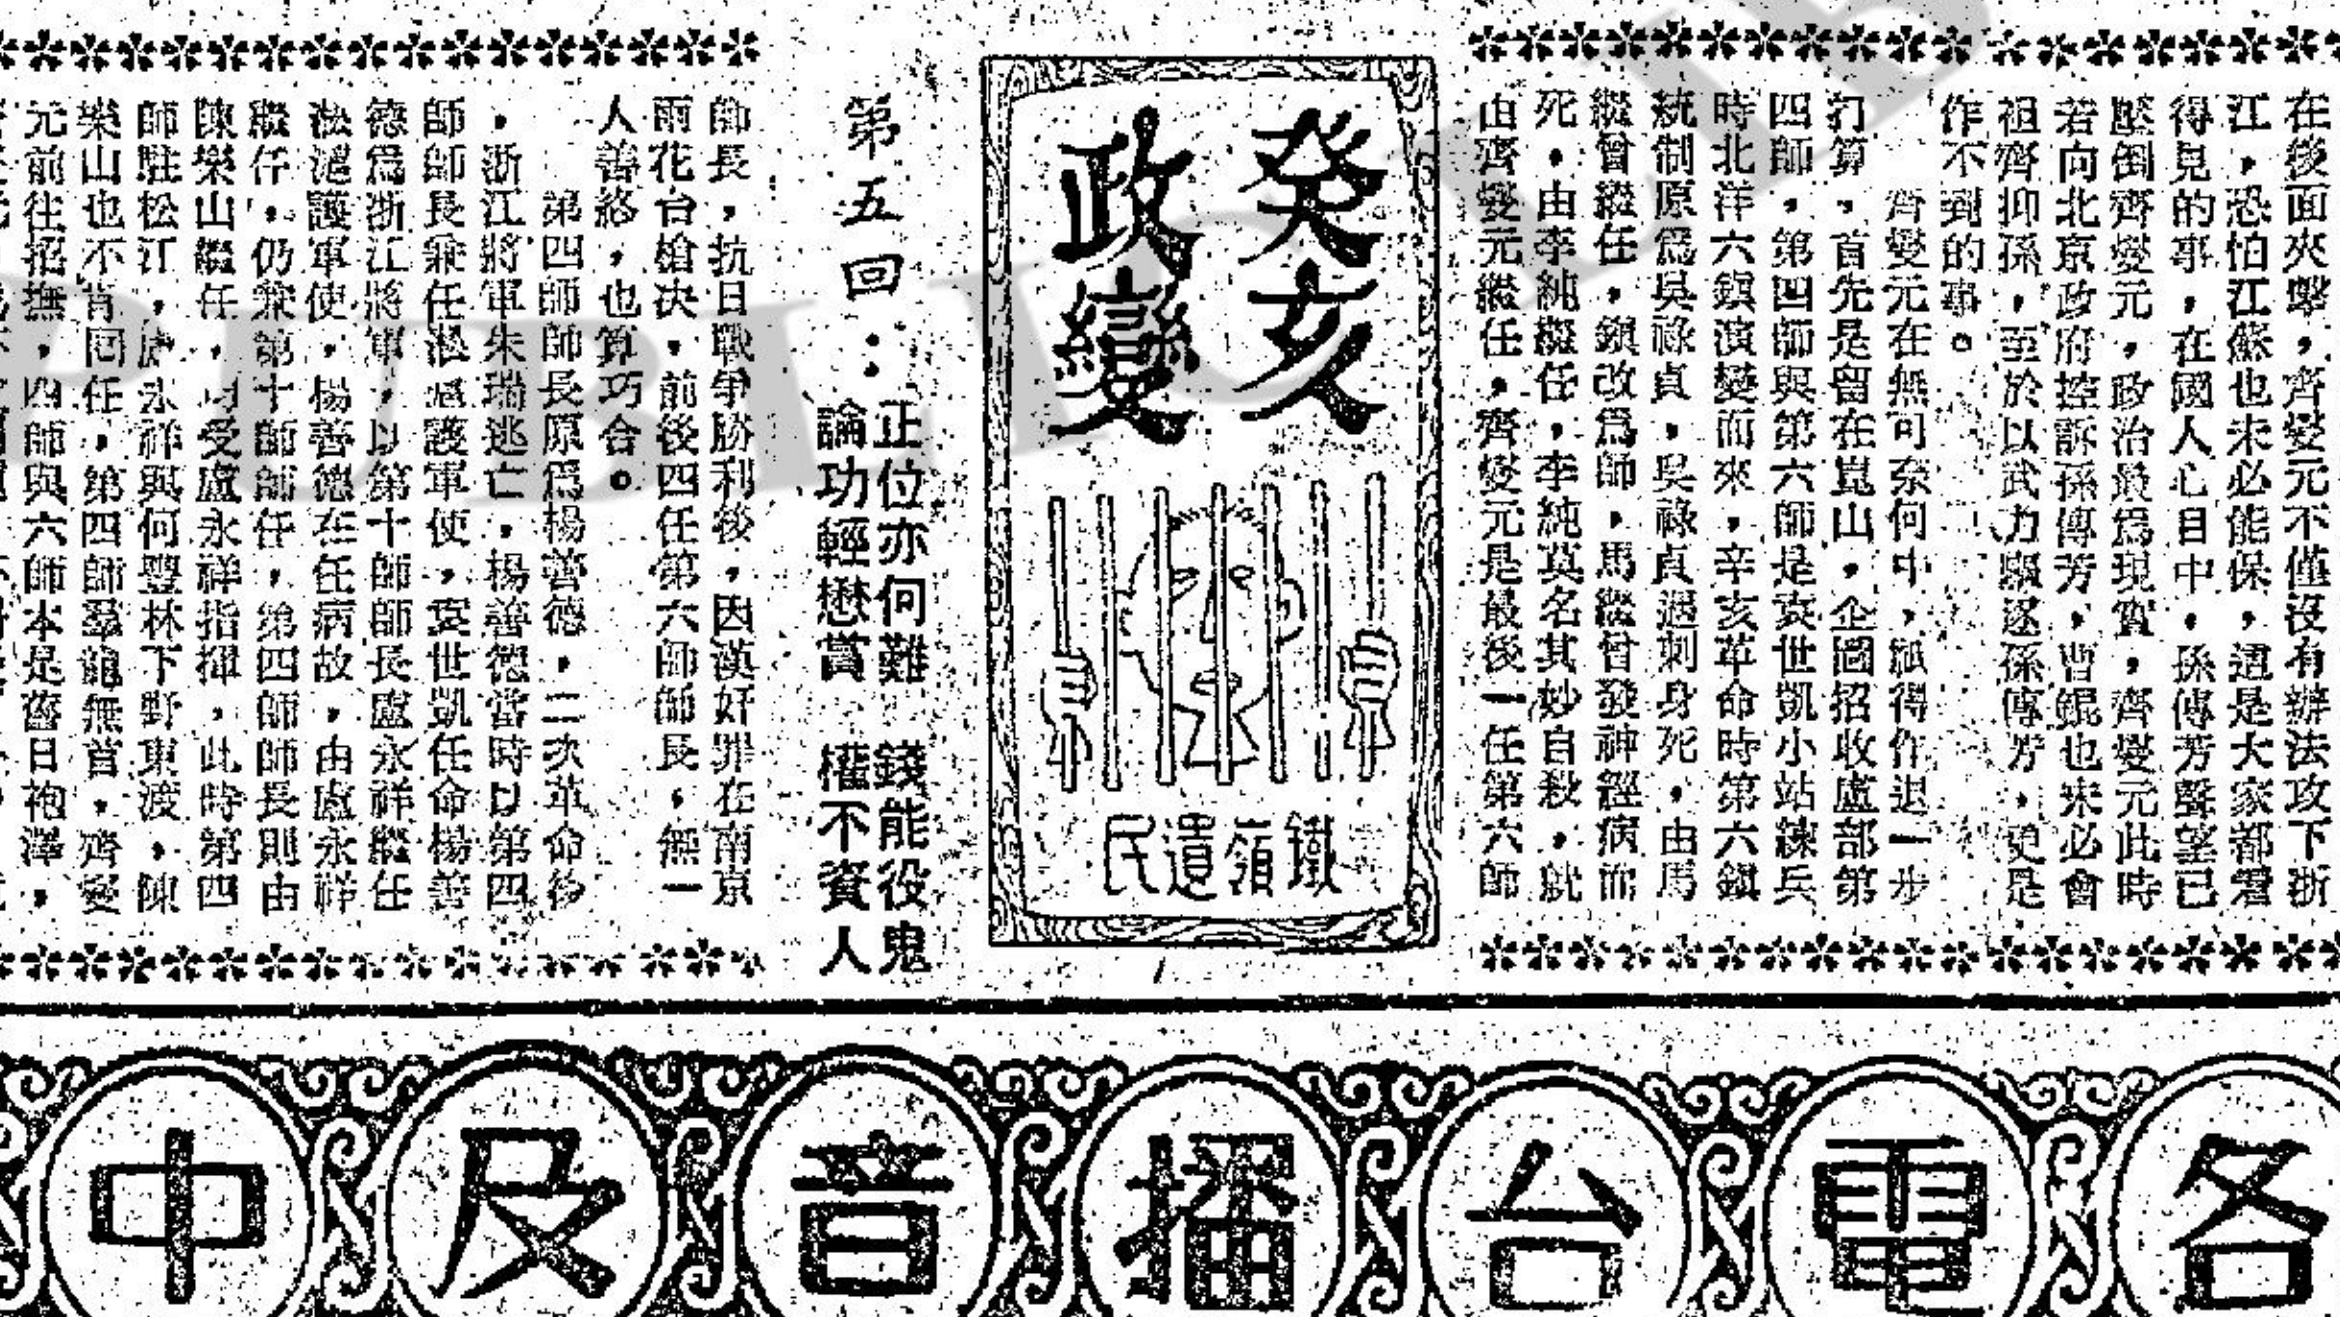 在後面夾擊，齊燮元不僅沒有辦法攻下浙
江，恐怕江蘇也未必能保，這是大家都看
得見的事，在國人心目中，孫傳芳聲望已
壓倒齊燮元，政治最爲現實，齊燮元此時
若向北京政府控訴孫傳芳，曹錕也未必會
祖齊抑孫，至於以武力驅逐孫傳芳，更是
作不到的事。
齊燮元在無可奈何中，祇得作退一步
打算，首先是留在崑山，企圖招收盧部第
四師，第四師與第六師是袁世凱小站練兵
時北洋六鎮演變而來，辛亥革命時第六鎮
統制原爲吳祿貞，吳祿貞遇刺身死，由馬
繼曾繼任，鎮改爲師，馬繼曾發神經病而
死，由李純繼任，李純莫名其妙自殺，就
由齊燮元繼任，齊燮元是最後一任第六師
癸亥
政變
鐵嶺遺民
第五回：
正位亦何難　錢能役鬼
論功輕懋賞　權不資人
師長，抗日戰爭勝利後，因漢奸罪在南京
雨花台槍決，前後四任第六師師長，無一
人善終，也算巧合。
第四師師長原爲楊善德，二次革命後
，浙江將軍朱瑞逃亡，楊善德當時以第四
師師長兼任淞滬護軍使，袁世凱任命楊善
德爲浙江將軍，以第十師師長盧永祥繼任
淞滬護軍使，楊善德在任病故，由盧永祥
繼任，仍兼第十師師任，第四師師長則由
陳樂山繼任，均受盧永祥指揮，此時第四
師駐松江，盧永祥與何豐林下野東渡，陳
樂山也不肯回任，第四師羣龍無首，齊燮
元前往招撫，四師與六師本是舊日袍澤，
各電台播音及中